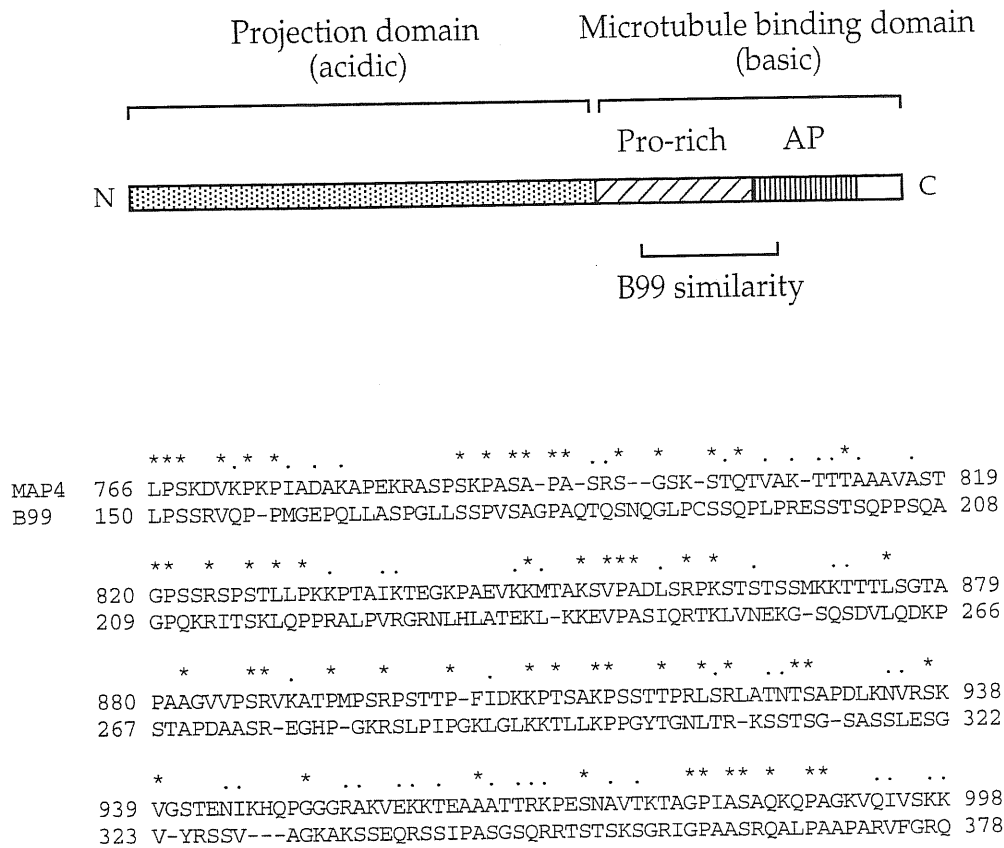 Projection domain
(acidic)
Microtubule binding domain
(basic)
Pro-rich
AP
N
C
B99 similarity
MAP4 766 LPSKDVKPKPIADAKAPEKRASPSKPASA-PA-SRS--GSK-STQTVAK-TTTAAAVAST 819
B99 150 LPSSRVQP-PMGEPQLLASPGLLSSPVSAGPAQTQSNQGLPCSSQPLPRESSTSQPPSQA 208
820 GPSSRSPSTLLPKKPTAIKTEGKPAEVKKMTAKSVPADLSRPKSTSTSSMKKTTTLSGTA 879
209 GPQKRITSKLQPPRALPVRGRNLHLATEKL-KKEVPASIQRTKLVNEKG-SQSDVLQDKP 266
880 PAAGVVPSRVKATPMPSRPSTTP-FIDKKPTSAKPSSTTPRLSRLATNTSAPDLKNVRSK 938
267 STAPDAASR-EGHP-GKRSLPIPGKLGLKKTLLKPPGYTGNLTR-KSSTSG-SASSLESG 322
939 VGSTENIKHQPGGGRAKVEKKTEAAATTRKPESNAVTKTAGPIASAQKQPAGKVQIVSKK 998
323 V-YRSSV---AGKAKSSEQRSSIPASGSQRRTSTSKSGRIGPAASRQALPAAPARVFGRQ 378